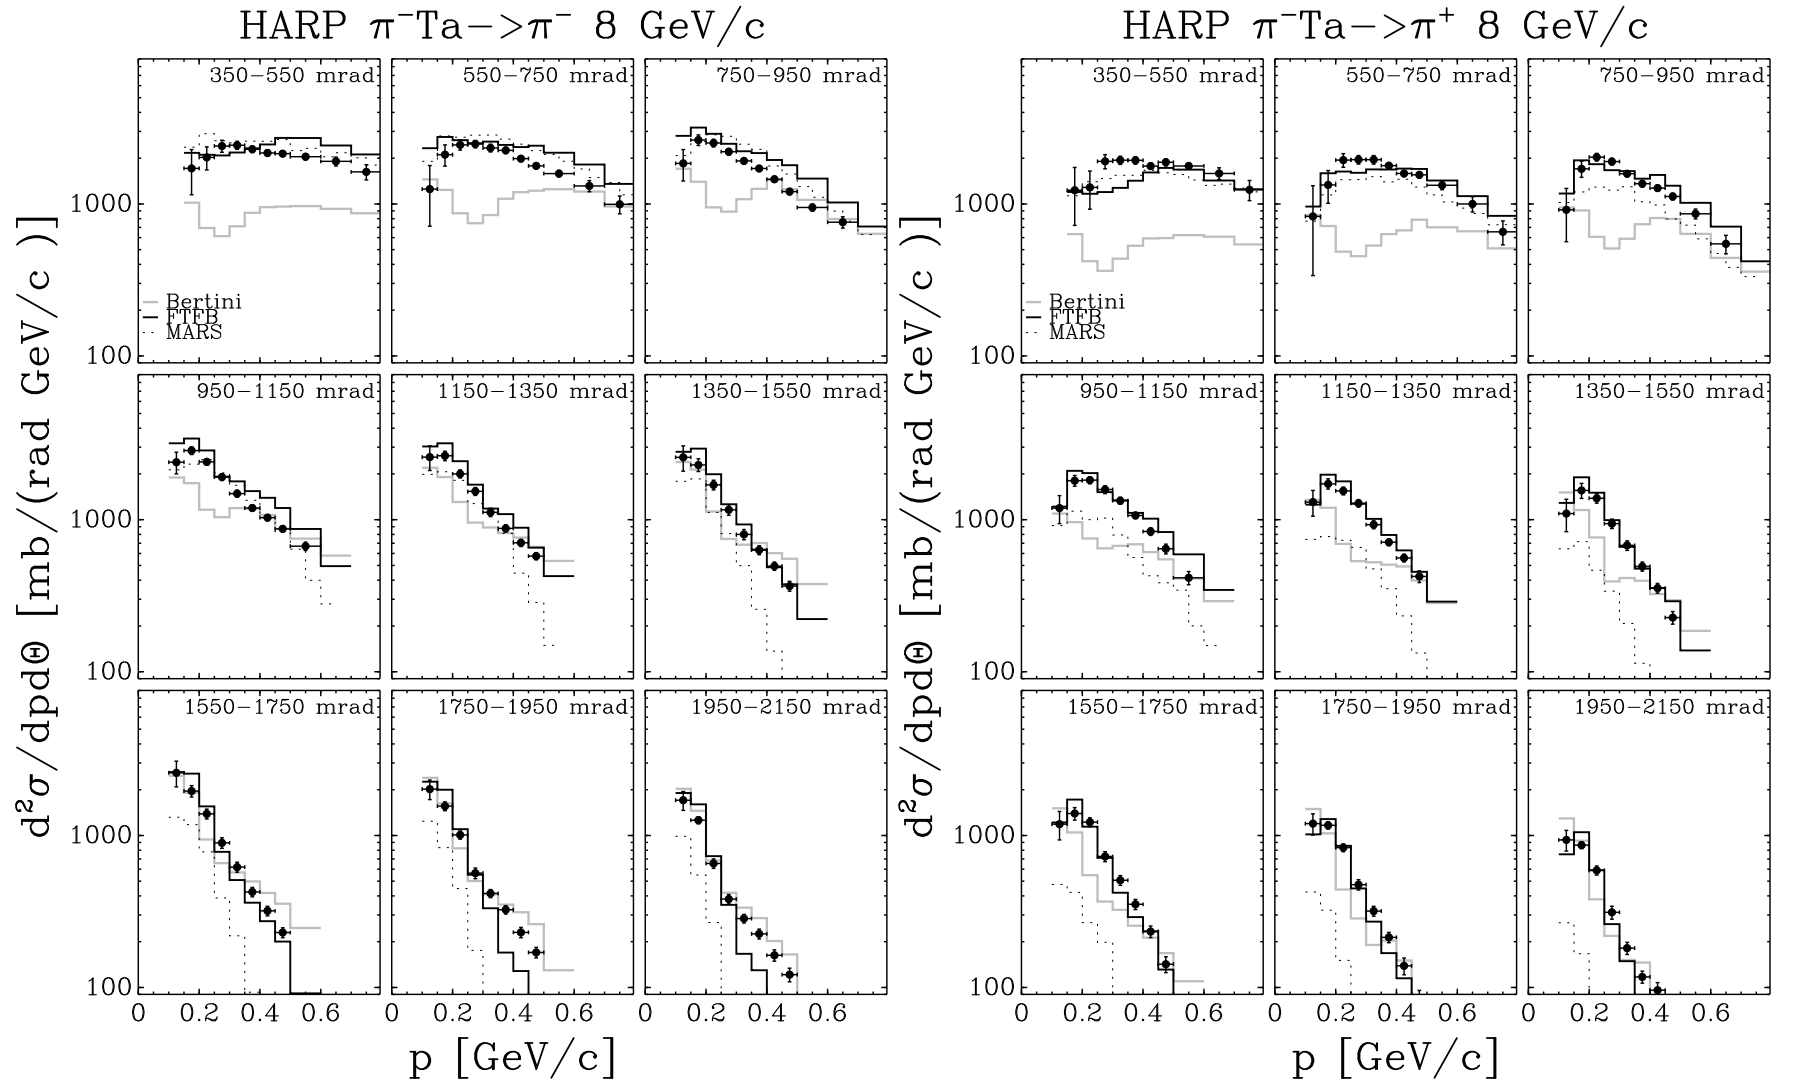 HARP π⁻Ta−>π⁻ 8 GeV/c
350−550 mrad
550−750 mrad
750−950 mrad
1000
100
Bertini
FTFB
MARS
950−1150 mrad
1150−1350 mrad
1350−1550 mrad
1000
100
1550−1750 mrad
1750−1950 mrad
1950−2150 mrad
1000
100
0 0.2 0.4 0.6
0 0.2 0.4 0.6
0 0.2 0.4 0.6
d²σ/dpdΘ [mb/(rad GeV/c )]
p [GeV/c]
HARP π⁻Ta−>π⁺ 8 GeV/c
350−550 mrad
550−750 mrad
750−950 mrad
1000
100
Bertini
FTFB
MARS
950−1150 mrad
1150−1350 mrad
1350−1550 mrad
1000
100
1550−1750 mrad
1750−1950 mrad
1950−2150 mrad
1000
100
0 0.2 0.4 0.6
0 0.2 0.4 0.6
0 0.2 0.4 0.6
d²σ/dpdΘ [mb/(rad GeV/c )]
p [GeV/c]